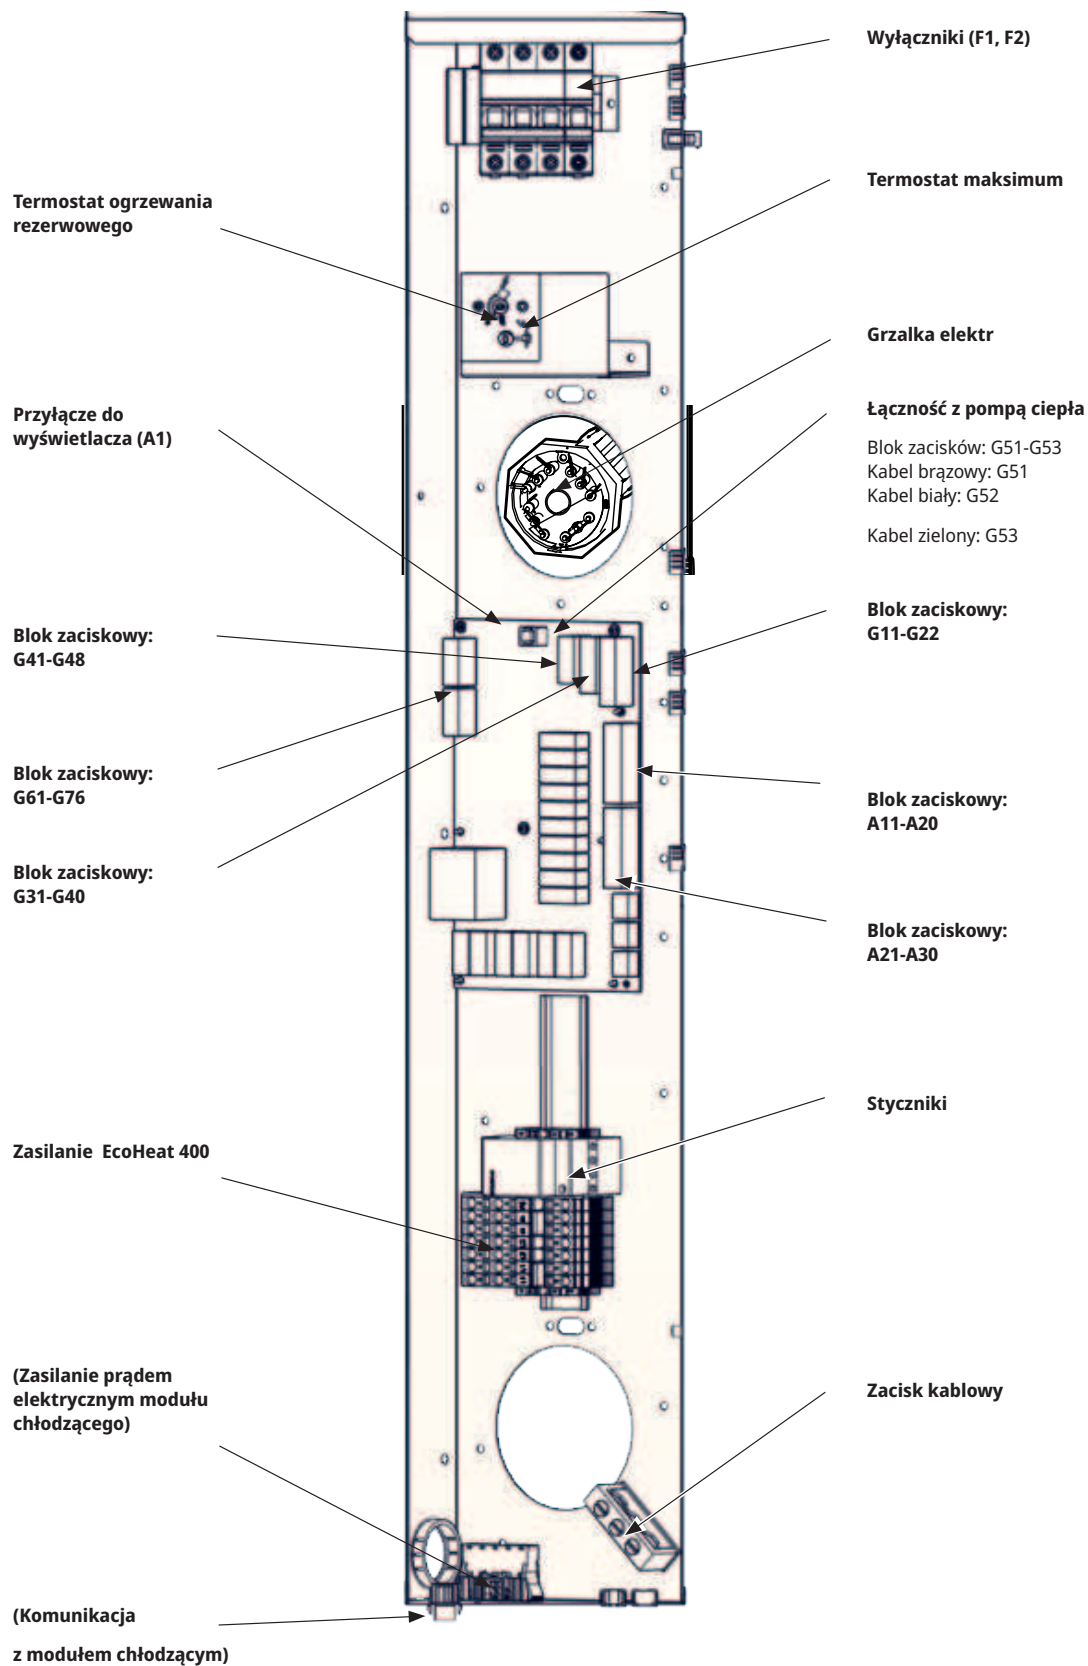 Wyłączniki (F1, F2)
Termostat maksimum
Termostat ogrzewania
rezerwowego
Grzalka elektr
Przyłącze do
wyświetlacza (A1)
Łączność z pompą ciepła
Blok zacisków: G51-G53
Kabel brązowy: G51
Kabel biały: G52
Kabel zielony: G53
Blok zaciskowy:
G11-G22
Blok zaciskowy:
G41-G48
Blok zaciskowy:
G61-G76
Blok zaciskowy:
A11-A20
Blok zaciskowy:
G31-G40
Blok zaciskowy:
A21-A30
Styczniki
Zasilanie EcoHeat 400
(Zasilanie prądem
elektrycznym modułu
chłodzącego)
Zacisk kablowy
(Komunikacja
z modułem chłodzącym)